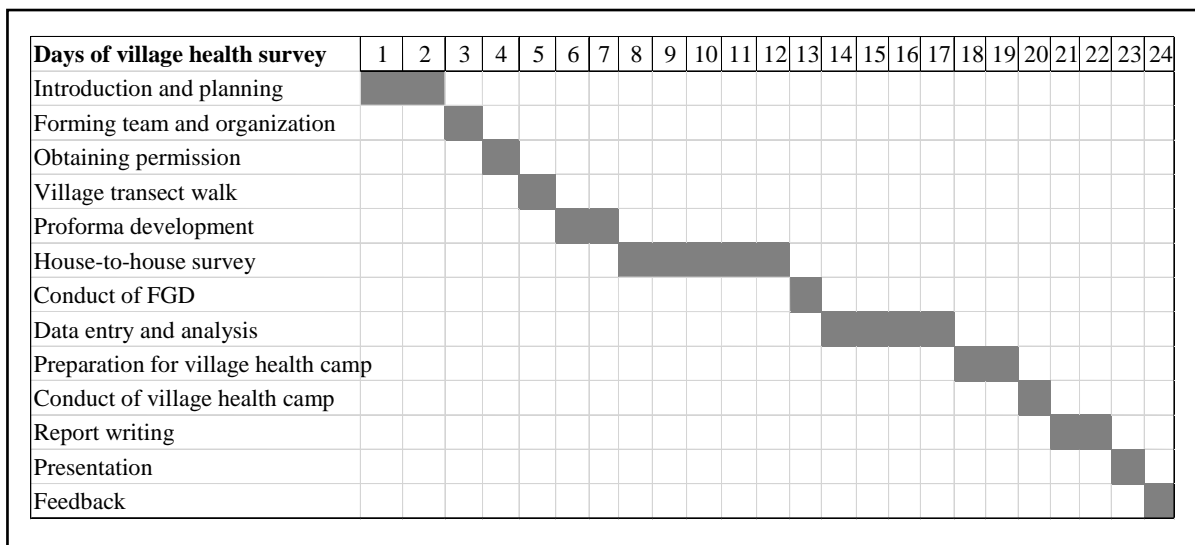 Days of village health survey 1 2 3 4 5 6 7 8 9 10 11 12 13 14 15 16 17 18 19 20 21 22 23 24
Introduction and planning
Forming team and organization
Obtaining permission
Village transect walk
Proforma development
House-to-house survey
Conduct of FGD
Data entry and analysis
Preparation for village health camp
Conduct of village health camp
Report writing
Presentation
Feedback